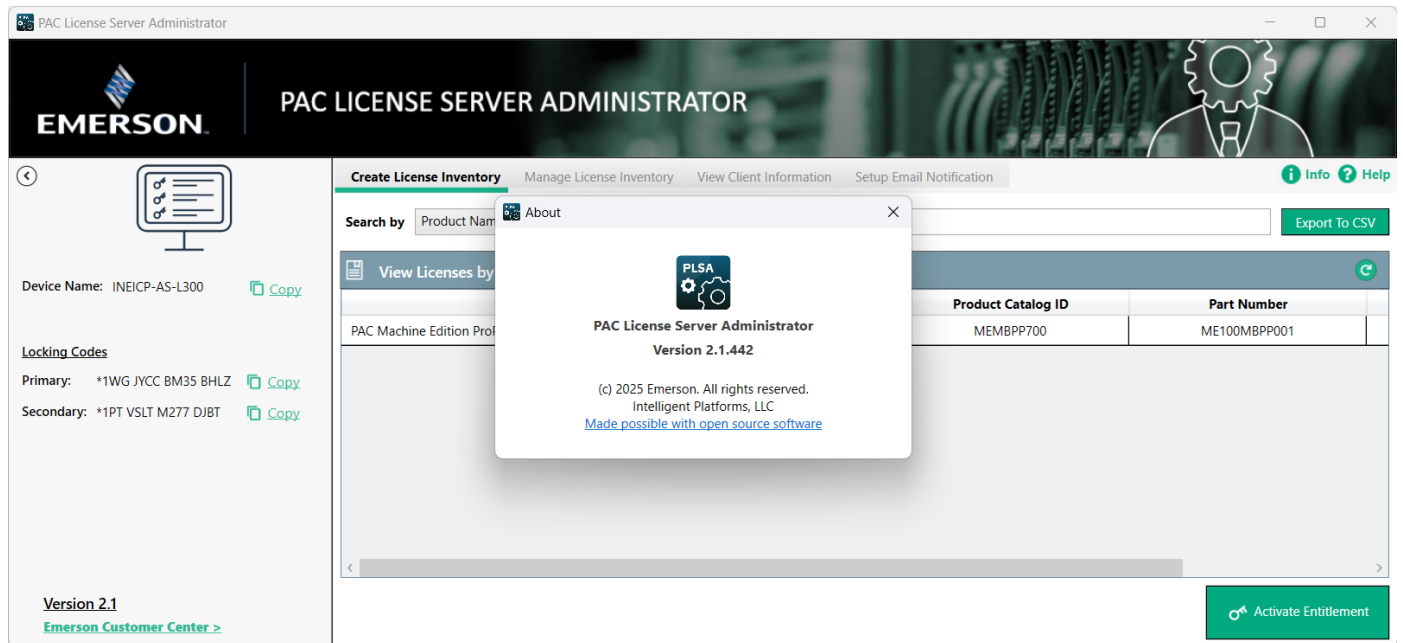 PAC License Server Administrator
EMERSON
PAC LICENSE SERVER ADMINISTRATOR
Device Name: INEICP-AS-L300 Copy
Locking Codes
Primary: *1WG JYCC BM35 BHLZ Copy
Secondary: *1PT VSLT M277 DJBT Copy
Version 2.1
Emerson Customer Center >
Create License Inventory Manage License Inventory View Client Information Setup Email Notification
Info Help
Search by Product Nam Export To CSV
View Licenses by
Product Catalog ID Part Number
PAC Machine Edition MEMBPP700 ME100MBPP001
About
PLSA
PAC License Server Administrator
Version 2.1.442
(c) 2025 Emerson. All rights reserved.
Intelligent Platforms, LLC
Made possible with open source software
Activate Entitlement